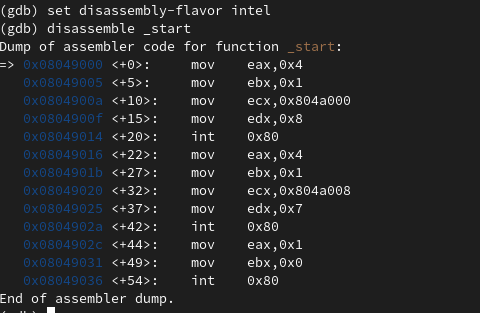 (gdb) set disassembly-flavor intel
(gdb) disassemble _start
Dump of assembler code for function _start:
=> 0x08049000 <+0>:     mov    eax,0x4
   0x08049005 <+5>:     mov    ebx,0x1
   0x0804900a <+10>:    mov    ecx,0x804a000
   0x0804900f <+15>:    mov    edx,0x8
   0x08049014 <+20>:    int    0x80
   0x08049016 <+22>:    mov    eax,0x4
   0x0804901b <+27>:    mov    ebx,0x1
   0x08049020 <+32>:    mov    ecx,0x804a008
   0x08049025 <+37>:    mov    edx,0x7
   0x0804902a <+42>:    int    0x80
   0x0804902c <+44>:    mov    eax,0x1
   0x08049031 <+49>:    mov    ebx,0x0
   0x08049036 <+54>:    int    0x80
End of assembler dump.